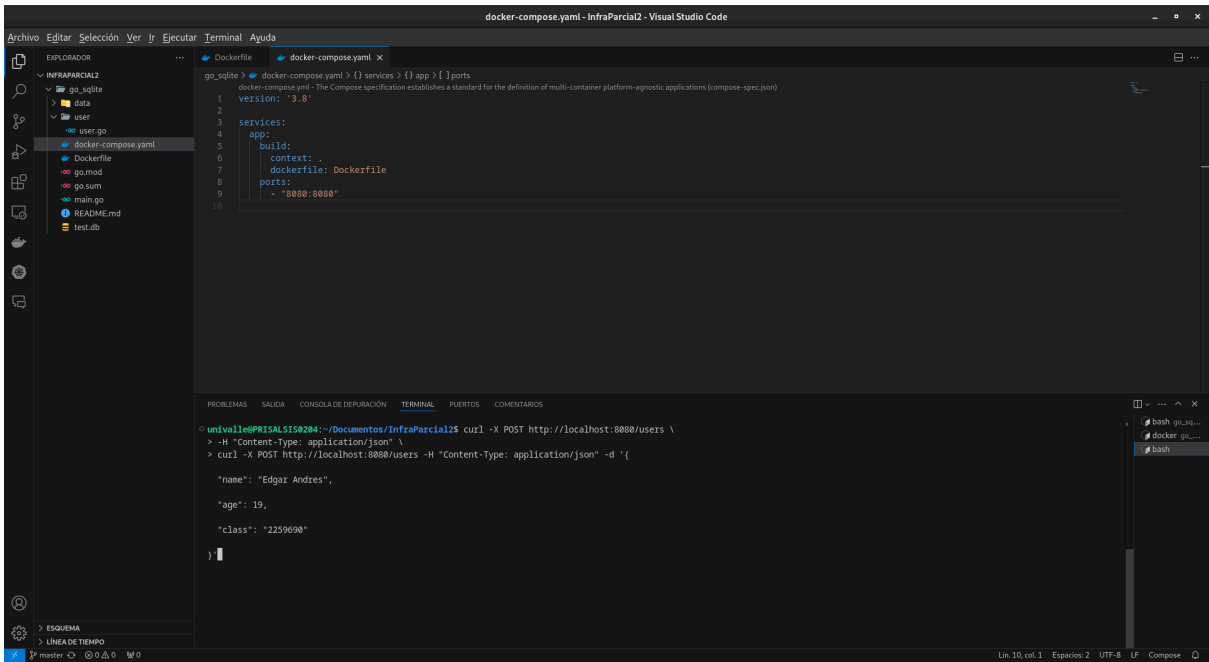 docker-compose.yaml - InfraParcial2 - Visual Studio Code
Archivo Editar Selección Ver Ir Ejecutar Terminal Ayuda
EXPLORADOR
INFRAPARCIAL2
go_sqlite
data
user
user.go
docker-compose.yaml
Dockerfile
go.mod
go.sum
main.go
README.md
test.db
ESQUEMA
LÍNEA DE TIEMPO
Dockerfile docker-compose.yaml
go_sqlite > docker-compose.yaml > {} services > {} app > [ ] ports
docker-compose.yml - The Compose specification establishes a standard for the definition of multi-container platform-agnostic applications (compose-spec.json)
1 version: '3.8'
2
3 services:
4 app:
5 build:
6 context: .
7 dockerfile: Dockerfile
8 ports:
9 - "8080:8080"
10
PROBLEMAS SALIDA CONSOLA DE DEPURACIÓN TERMINAL PUERTOS COMENTARIOS
univalle@PRISALSIS0204:~/Documentos/InfraParcial2$ curl -X POST http://localhost:8080/users \
> -H "Content-Type: application/json" \
> curl -X POST http://localhost:8080/users -H "Content-Type: application/json" -d '{
"name": "Edgar Andres",
"age": 19,
"class": "2259690"
}'
bash go_sq...
docker go_...
bash
master 0 0 0 Lín. 10, col. 1 Espacios: 2 UTF-8 LF Compose